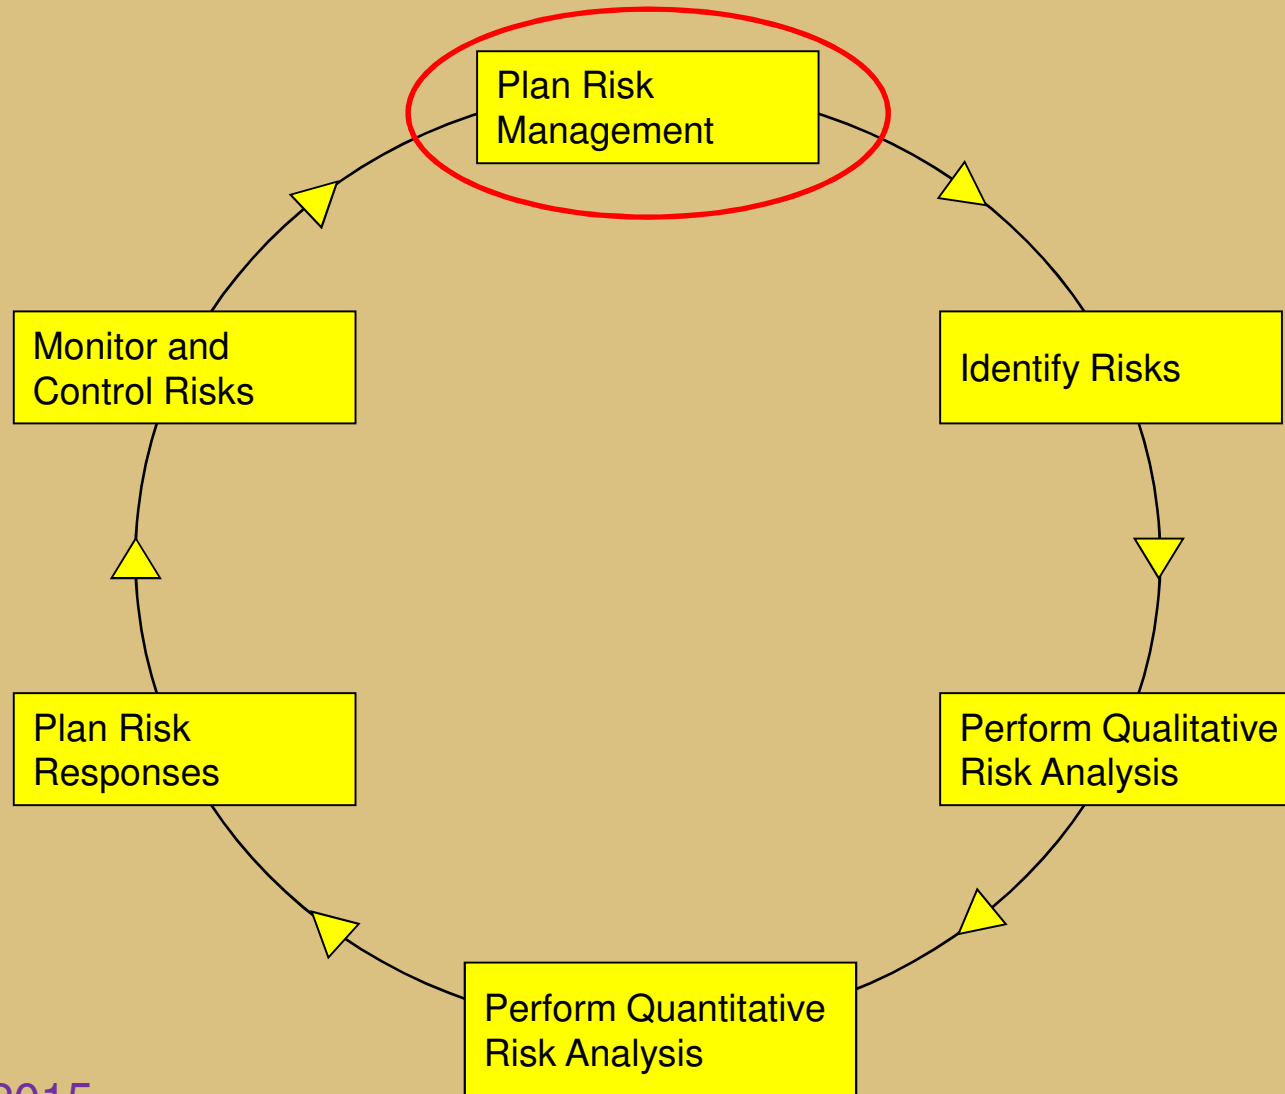 Plan Risk
Management
Identify Risks
Perform Qualitative
Risk Analysis
Perform Quantitative
Risk Analysis
Plan Risk
Responses
Monitor and
Control Risks
2015